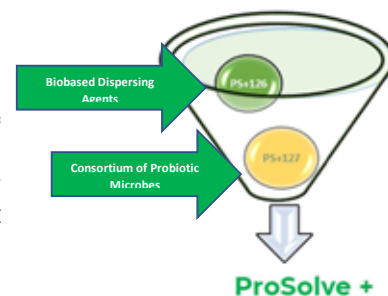 Biobased Dispersing
Agents
PS+126
Consortium of Probiotic
Microbes
PS+127
ProSolve +